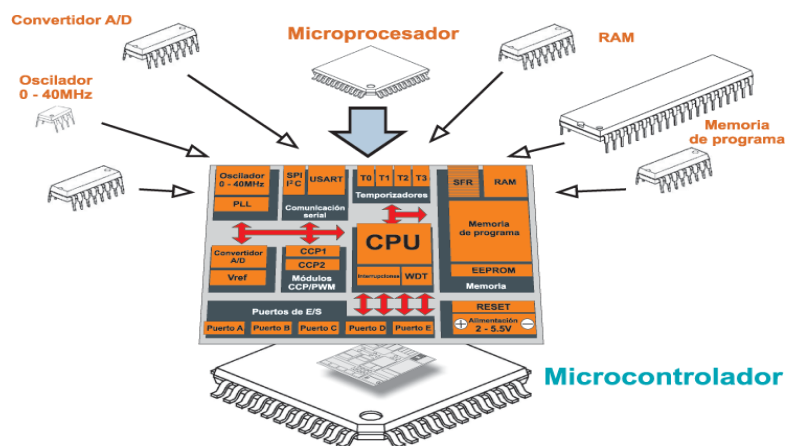 Convertidor A/D
Microprocesador
RAM
Oscilador
0 - 40MHz
Memoria
de programa
Oscilador
0 - 40MHz
PLL
SPI
I²C
USART
Comunicación
serial
T0 T1 T2 T3
Temporizadores
SFR
RAM
Memoria
de programa
EEPROM
Memoria
Convertidor
A/D
Vref
CCP1
CCP2
Módulos
CCP/PWM
CPU
Interrupciones
WDT
Puertos de E/S
Puerto A Puerto B Puerto C Puerto D Puerto E
RESET
Alimentación
2 - 5.5V
Microcontrolador